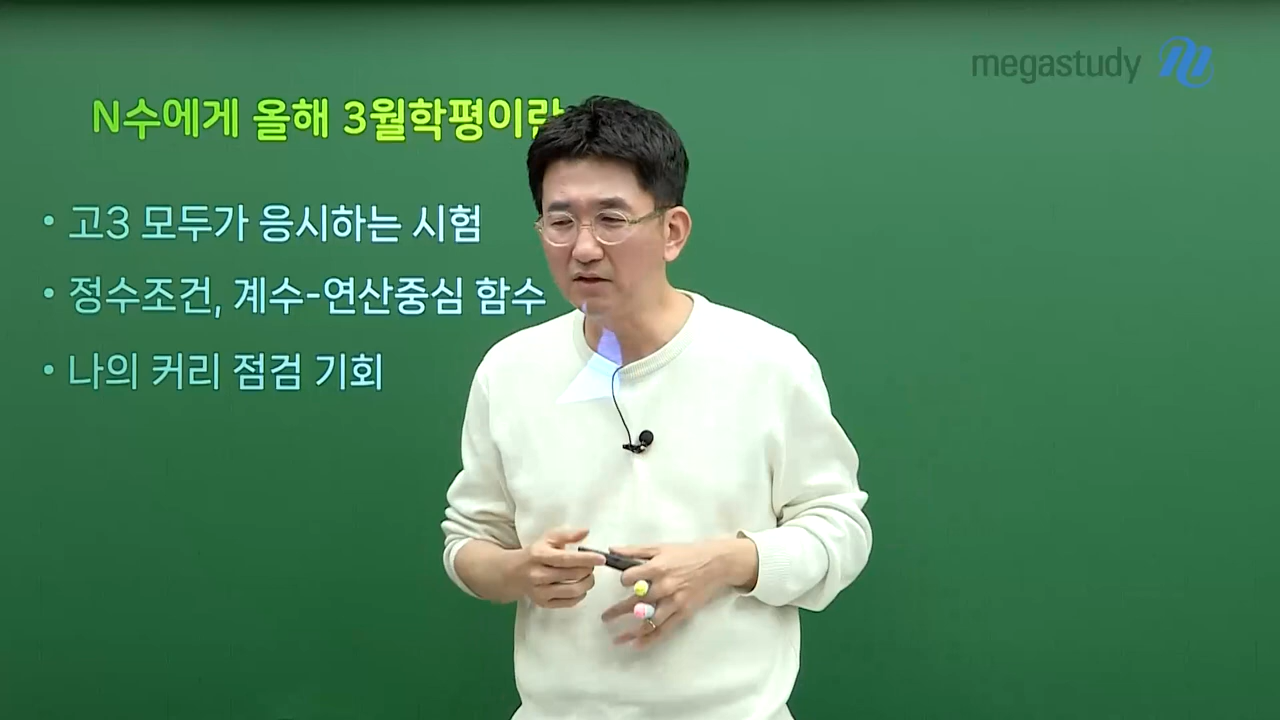 megastudy
N수에게 올해 3월학평이란
• 고3 모두가 응시하는 시험
• 정수조건, 계수-연산중심 함수
• 나의 커리 점검 기회